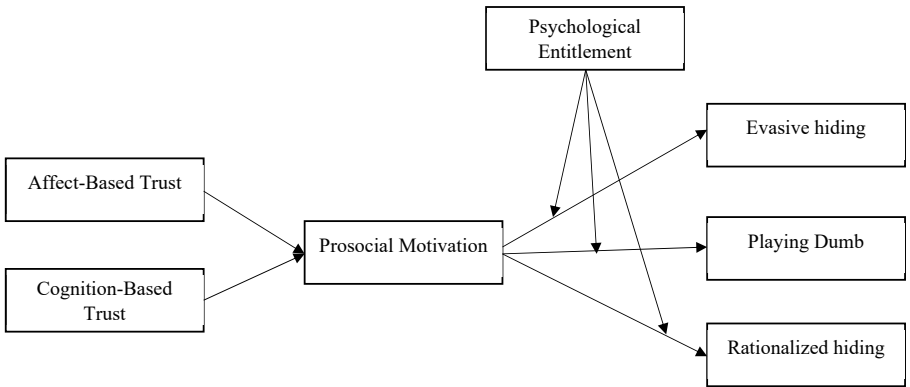 Psychological
Entitlement
Evasive hiding
Affect-Based Trust
Prosocial Motivation
Playing Dumb
Cognition-Based
Trust
Rationalized hiding